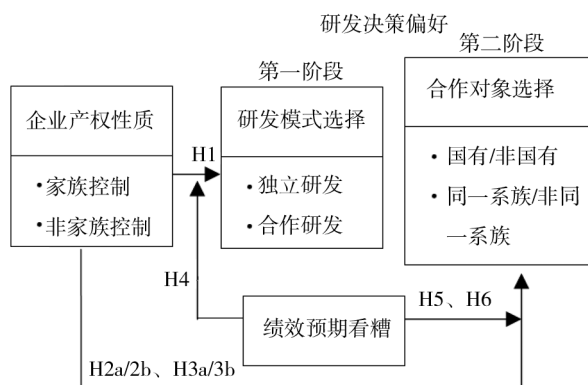 研发决策偏好
第一阶段
第二阶段
企业产权性质
•家族控制
•非家族控制
H1
研发模式选择
•独立研发
•合作研发
合作对象选择
•国有/非国有
•同一系族/非同
一系族
H4
绩效预期看糟
H5、H6
H2a/2b、H3a/3b